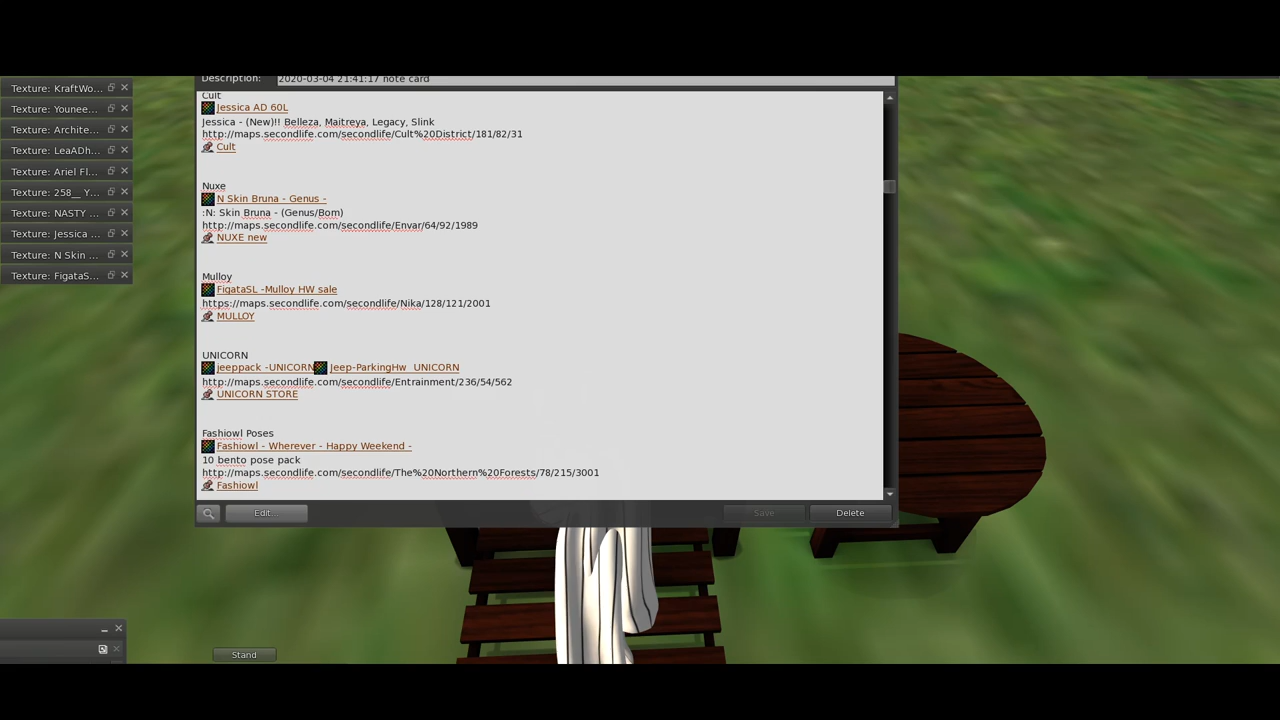 Description: 2020-03-04 21:41:17 note card
Texture: KraftWo...
Texture: Younee...
Texture: Archite...
Texture: LeaADh...
Texture: Ariel Fl...
Texture: 258__ Y...
Texture: NASTY ...
Texture: Jessica ...
Texture: N Skin ...
Texture: FigataS...
Cult
Jessica AD 60L
Jessica - (New)!! Belleza, Maitreya, Legacy, Slink
http://maps.secondlife.com/secondlife/Cult%20District/181/82/31
Cult
Nuxe
N Skin Bruna - Genus -
:N: Skin Bruna - (Genus/Bom)
http://maps.secondlife.com/secondlife/Envar/64/92/1989
NUXE new
Mulloy
FigataSL -Mulloy HW sale
https://maps.secondlife.com/secondlife/Nika/128/121/2001
MULLOY
UNICORN
jeeppack -UNICORN Jeep-ParkingHw_UNICORN
http://maps.secondlife.com/secondlife/Entrainment/236/54/562
UNICORN STORE
Fashiowl Poses
Fashiowl - Wherever - Happy Weekend -
10 bento pose pack
http://maps.secondlife.com/secondlife/The%20Northern%20Forests/78/215/3001
Fashiowl
Edit...
Save
Delete
Stand